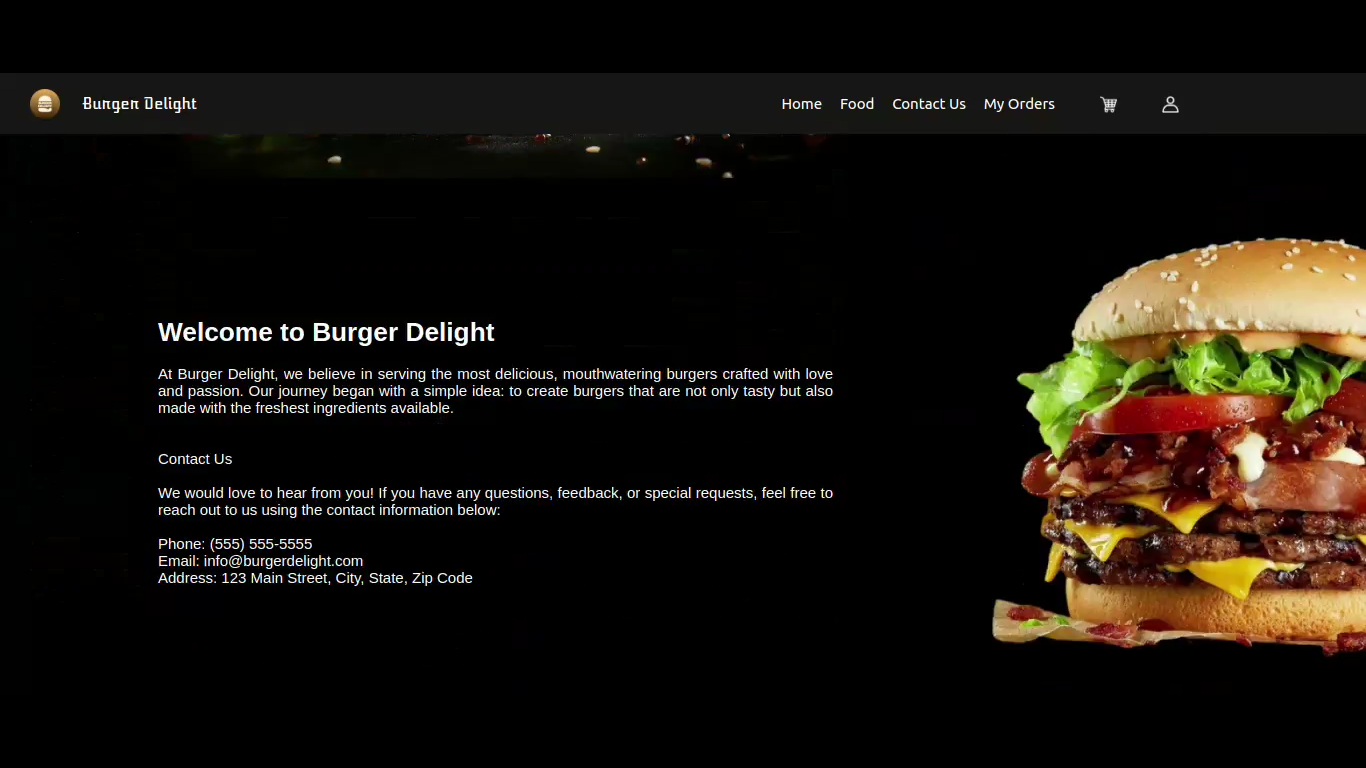 Burger Delight
Home Food Contact Us My Orders
Welcome to Burger Delight
At Burger Delight, we believe in serving the most delicious, mouthwatering burgers crafted with love
and passion. Our journey began with a simple idea: to create burgers that are not only tasty but also
made with the freshest ingredients available.
Contact Us
We would love to hear from you! If you have any questions, feedback, or special requests, feel free to
reach out to us using the contact information below:
Phone: (555) 555-5555
Email: info@burgerdelight.com
Address: 123 Main Street, City, State, Zip Code